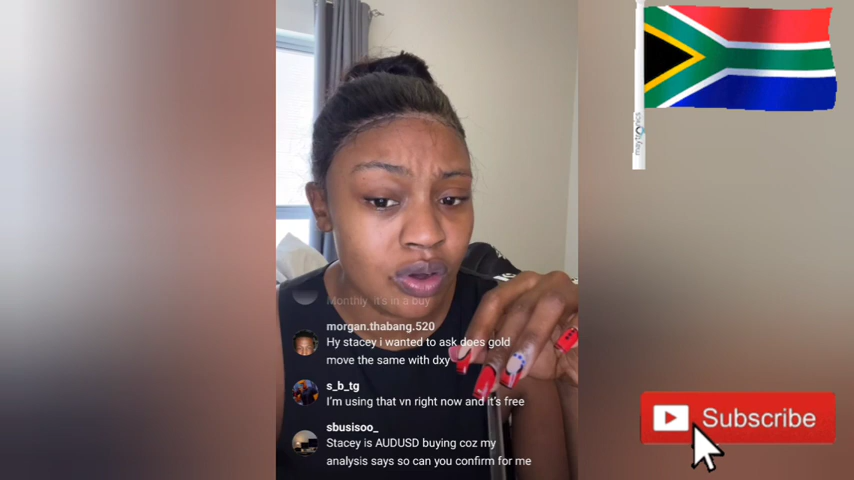 Monthly it's in a buy
morgan.thabang.520
Hy stacey i wanted to ask does gold
move the same with dxy
s_b_tg
I'm using that vn right now and it's free
sbusisoo_
Stacey is AUDUSD buying coz my
analysis says so can you confirm for me
maytronics
Subscribe